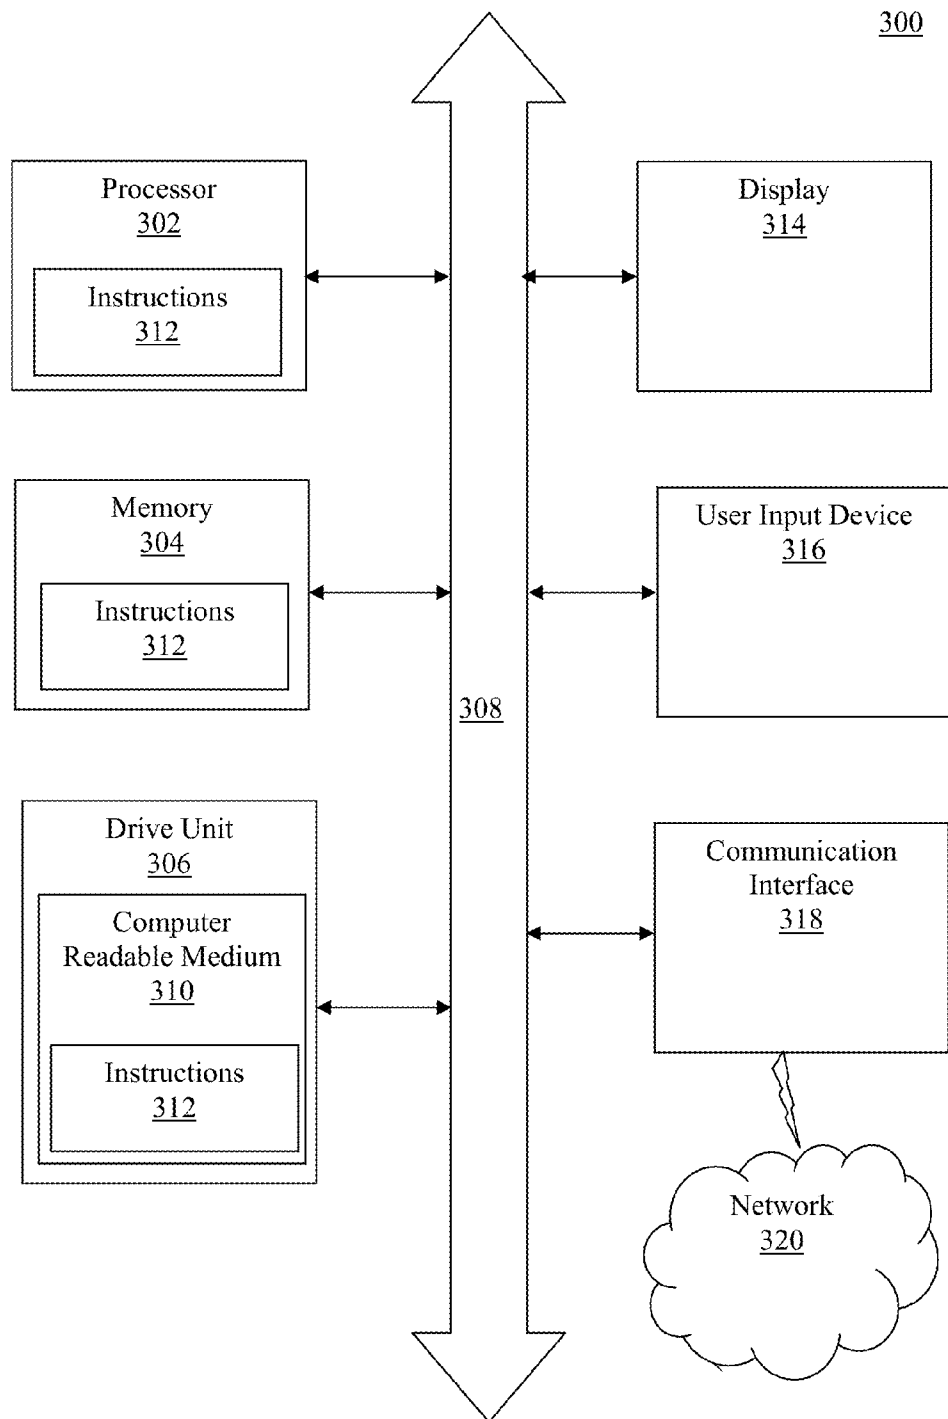 300
Processor
302
Instructions
312
Display
314
Memory
304
Instructions
312
User Input Device
316
308
Drive Unit
306
Computer
Readable Medium
310
Instructions
312
Communication
Interface
318
Network
320